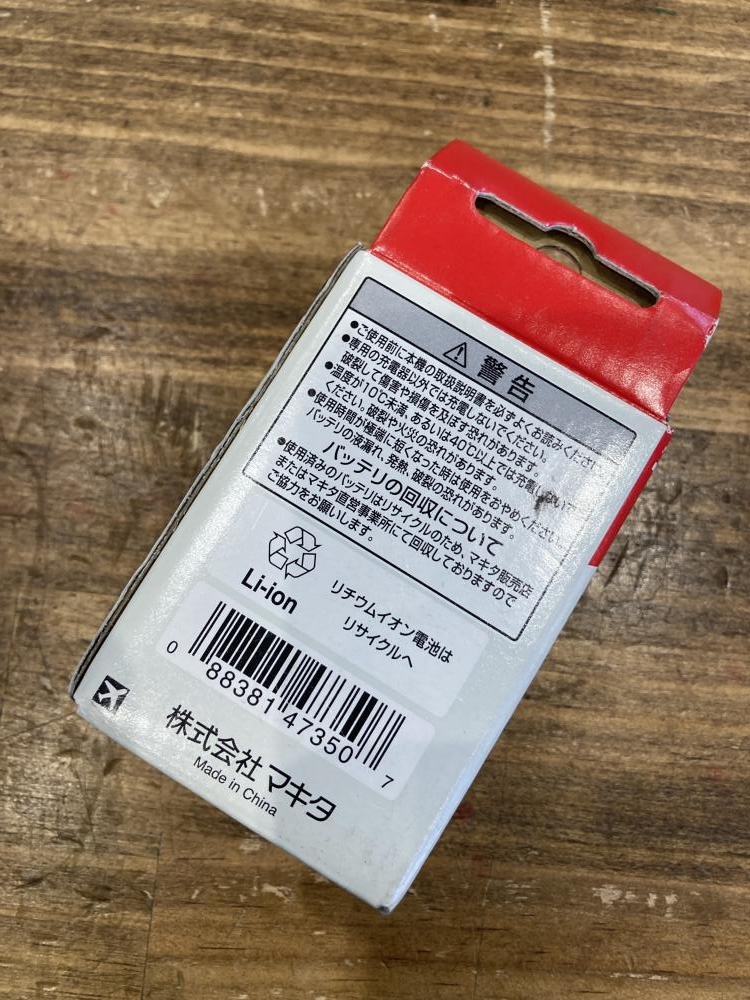 警告
●ご使用前に本機の取扱説明書を必ずよくお読みください
●専用の充電器以外では充電しないでください。
破裂して傷害や損傷を及ぼす恐れがあります。
●温度が10℃未満、あるいは40℃以上では充電しないで
ください。破裂や火災の恐れがあります。
●使用時間が極端に短くなった時は使用をおやめください。
バッテリの液漏れ、発熱、破裂の恐れがあります。
バッテリの回収について
●使用済みのバッテリはリサイクルのため、マキタ販売店
またはマキタ直営事業所にて回収しておりますので
ご協力をお願いします。
Li-ion
リチウムイオン電池は
リサイクルへ
0 88381 47350 7
株式会社マキタ
Made in China